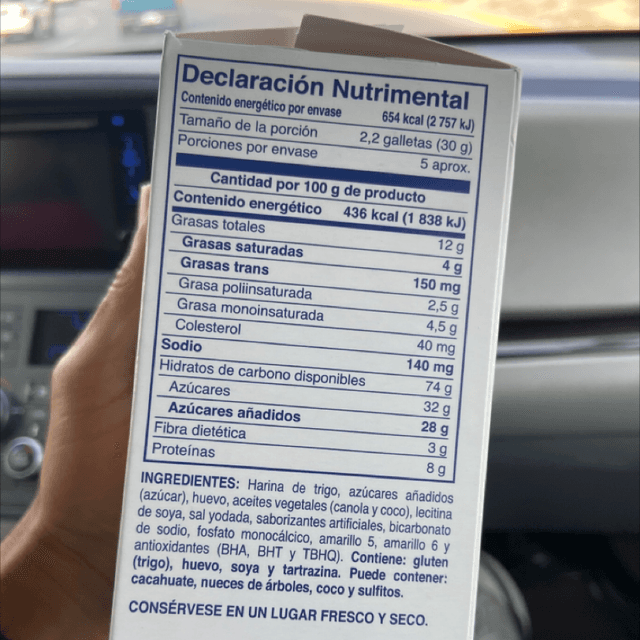 Declaración Nutrimental
Contenido energético por envase 654 kcal (2 757 kJ)
Tamaño de la porción 2,2 galletas (30 g)
Porciones por envase 5 aprox.
Cantidad por 100 g de producto
Contenido energético 436 kcal (1 838 kJ)
Grasas totales 12 g
Grasas saturadas 4 g
Grasas trans 150 mg
Grasa poliinsaturada 2,5 g
Grasa monoinsaturada 4,5 g
Colesterol 40 mg
Sodio 140 mg
Hidratos de carbono disponibles 74 g
Azúcares 32 g
Azúcares añadidos 28 g
Fibra dietética 3 g
Proteínas 8 g
INGREDIENTES: Harina de trigo, azúcares añadidos
(azúcar), huevo, aceites vegetales (canola y coco), lecitina
de soya, sal yodada, saborizantes artificiales, bicarbonato
de sodio, fosfato monocálcico, amarillo 5, amarillo 6 y
antioxidantes (BHA, BHT y TBHQ). Contiene: gluten
(trigo), huevo, soya y tartrazina. Puede contener:
cacahuate, nueces de árboles, coco y sulfitos.
CONSÉRVESE EN UN LUGAR FRESCO Y SECO.